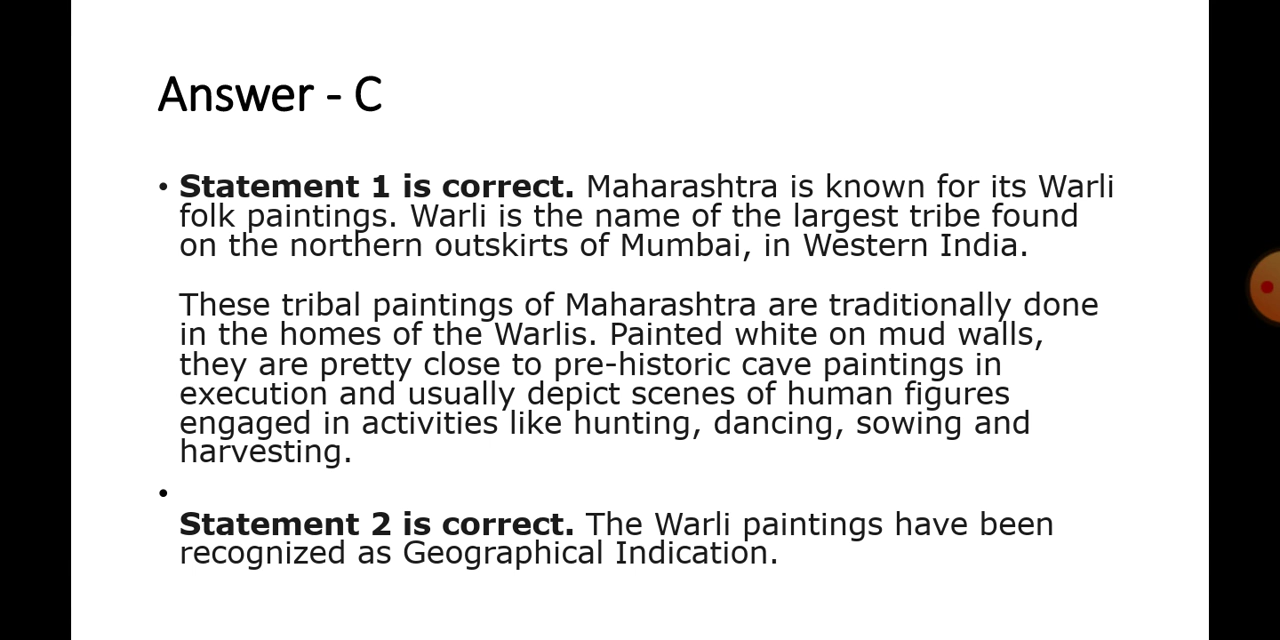 Answer - C
• Statement 1 is correct. Maharashtra is known for its Warli
folk paintings. Warli is the name of the largest tribe found
on the northern outskirts of Mumbai, in Western India.
These tribal paintings of Maharashtra are traditionally done
in the homes of the Warlis. Painted white on mud walls,
they are pretty close to pre-historic cave paintings in
execution and usually depict scenes of human figures
engaged in activities like hunting, dancing, sowing and
harvesting.
•
Statement 2 is correct. The Warli paintings have been
recognized as Geographical Indication.